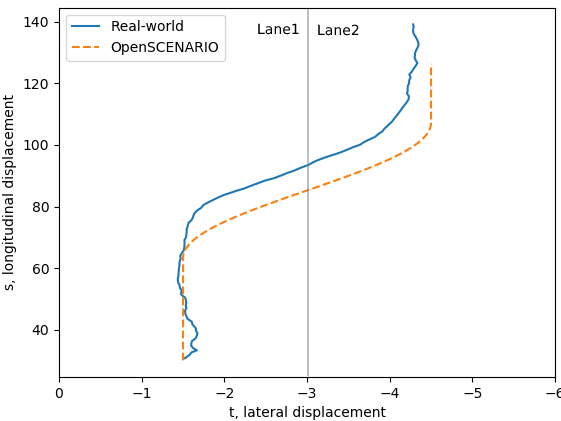 Real-world
OpenSCENARIO
Lane1
Lane2
140
120
100
80
60
40
s, longitudinal displacement
0
−1
−2
−3
−4
−5
−6
t, lateral displacement